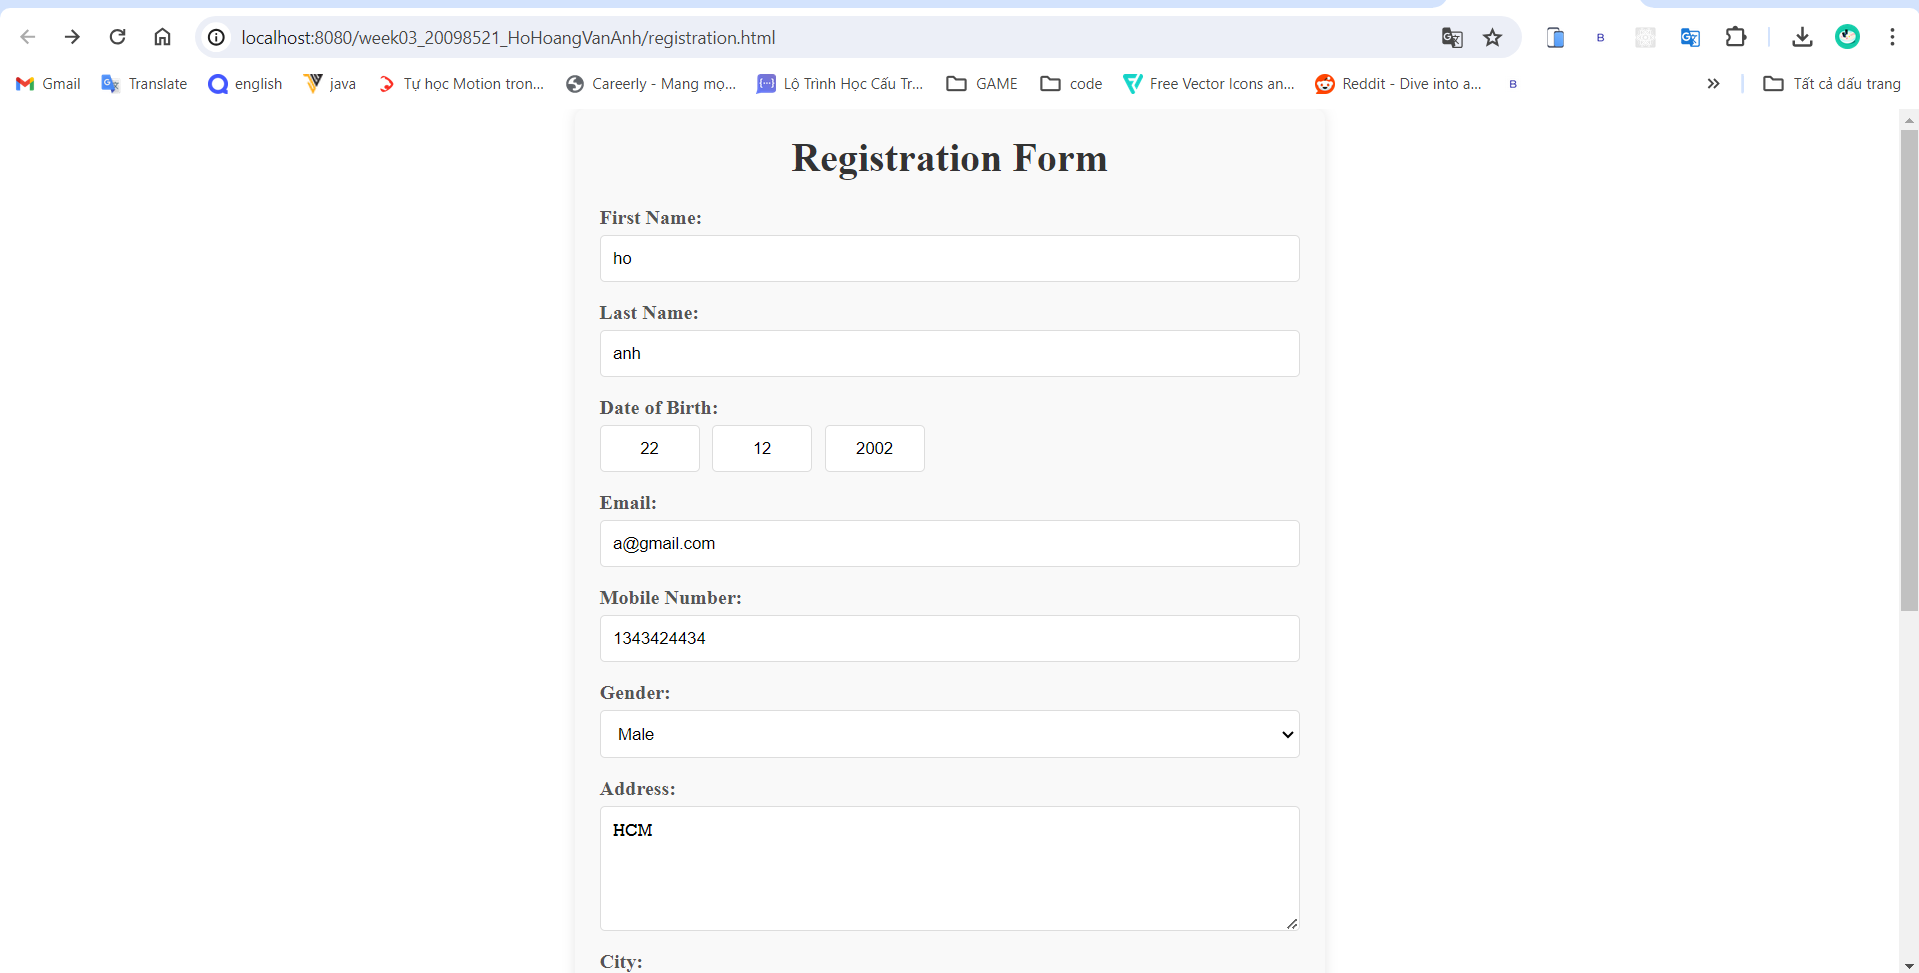 localhost:8080/week03_20098521_HoHoangVanAnh/registration.html
B
Gmail
Translate
english
java
Tự học Motion tron...
Careerly - Mang mọ...
Lộ Trình Học Cấu Tr...
GAME
code
Free Vector Icons an...
Reddit - Dive into a...
B
Tất cả dấu trang
Registration Form
First Name:
ho
Last Name:
anh
Date of Birth:
22 12 2002
Email:
a@gmail.com
Mobile Number:
1343424434
Gender:
Male
Address:
HCM
City: